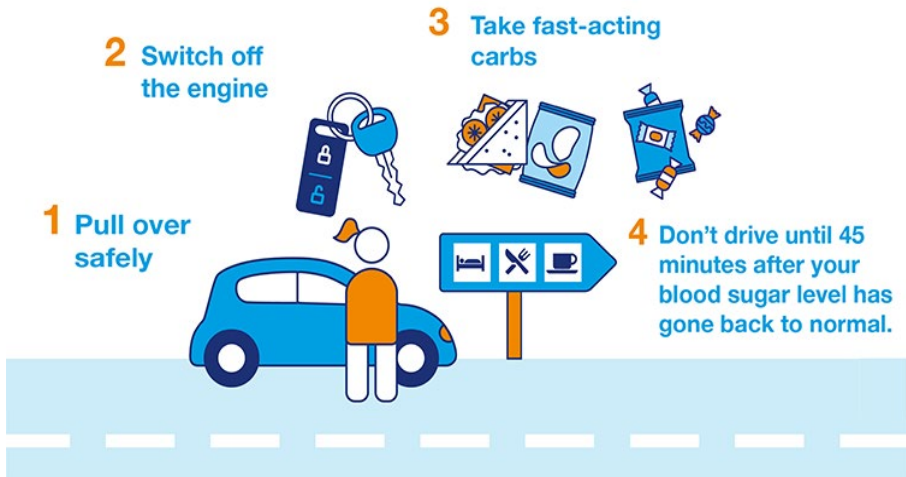 1 Pull over
safely
2 Switch off
the engine
3 Take fast-acting
carbs
4 Don't drive until 45
minutes after your
blood sugar level has
gone back to normal.